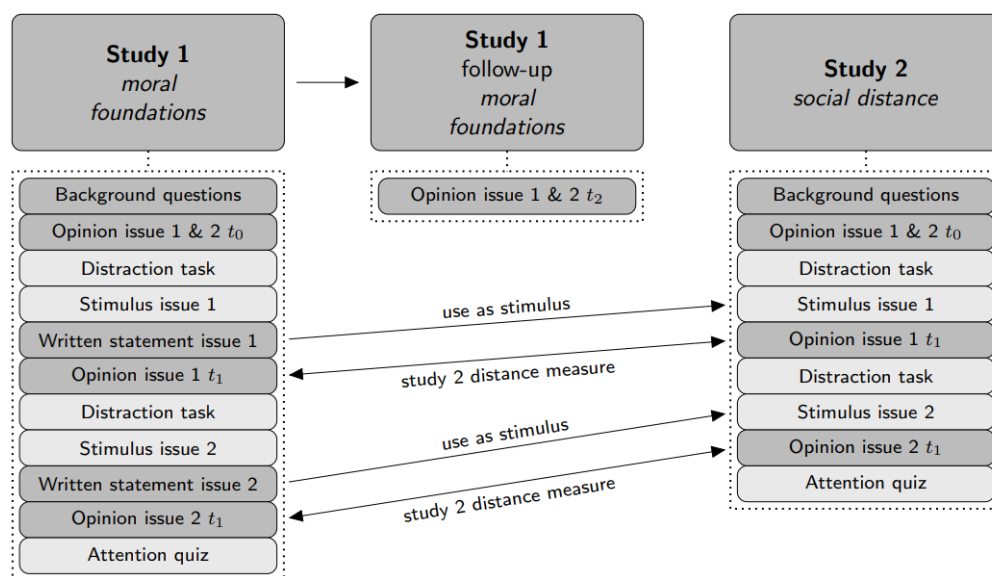 Study 1
moral
foundations
Study 1
follow-up
moral
foundations
Study 2
social distance
Background questions
Opinion issue 1 & 2 t₀
Distraction task
Stimulus issue 1
Written statement issue 1
Opinion issue 1 t₁
Distraction task
Stimulus issue 2
Written statement issue 2
Opinion issue 2 t₁
Attention quiz
Opinion issue 1 & 2 t₂
use as stimulus
study 2 distance measure
use as stimulus
study 2 distance measure
Background questions
Opinion issue 1 & 2 t₀
Distraction task
Stimulus issue 1
Opinion issue 1 t₁
Distraction task
Stimulus issue 2
Opinion issue 2 t₁
Attention quiz